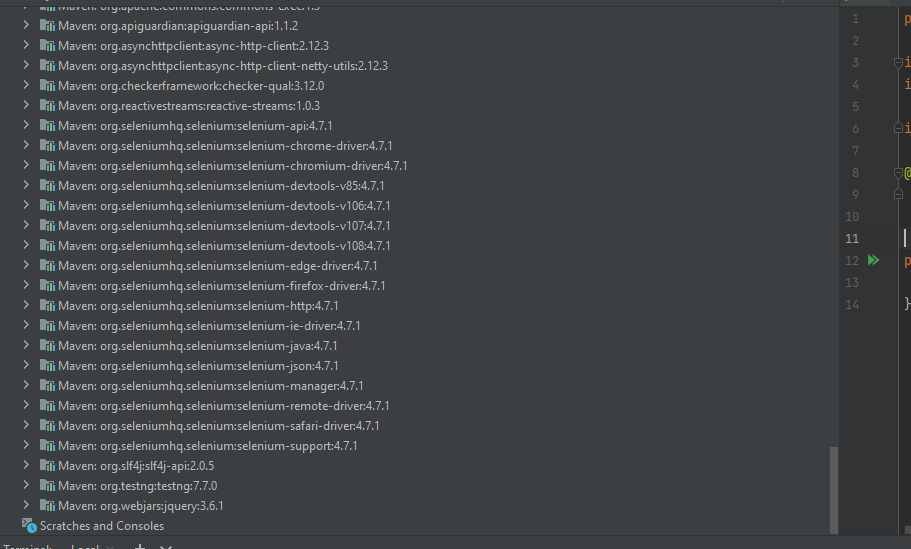 Maven: org.apache.commons:commons-exec:1.3
Maven: org.apiguardian:apiguardian-api:1.1.2
Maven: org.asynchttpclient:async-http-client:2.12.3
Maven: org.asynchttpclient:async-http-client-netty-utils:2.12.3
Maven: org.checkerframework:checker-qual:3.12.0
Maven: org.reactivestreams:reactive-streams:1.0.3
Maven: org.seleniumhq.selenium:selenium-api:4.7.1
Maven: org.seleniumhq.selenium:selenium-chrome-driver:4.7.1
Maven: org.seleniumhq.selenium:selenium-chromium-driver:4.7.1
Maven: org.seleniumhq.selenium:selenium-devtools-v85:4.7.1
Maven: org.seleniumhq.selenium:selenium-devtools-v106:4.7.1
Maven: org.seleniumhq.selenium:selenium-devtools-v107:4.7.1
Maven: org.seleniumhq.selenium:selenium-devtools-v108:4.7.1
Maven: org.seleniumhq.selenium:selenium-edge-driver:4.7.1
Maven: org.seleniumhq.selenium:selenium-firefox-driver:4.7.1
Maven: org.seleniumhq.selenium:selenium-http:4.7.1
Maven: org.seleniumhq.selenium:selenium-ie-driver:4.7.1
Maven: org.seleniumhq.selenium:selenium-java:4.7.1
Maven: org.seleniumhq.selenium:selenium-json:4.7.1
Maven: org.seleniumhq.selenium:selenium-manager:4.7.1
Maven: org.seleniumhq.selenium:selenium-remote-driver:4.7.1
Maven: org.seleniumhq.selenium:selenium-safari-driver:4.7.1
Maven: org.seleniumhq.selenium:selenium-support:4.7.1
Maven: org.slf4j:slf4j-api:2.0.5
Maven: org.testng:testng:7.7.0
Maven: org.webjars:jquery:3.6.1
Scratches and Consoles
Terminal: Local
1 p
2
3 i
4 i
5
6 i
7
8 @
9
10
11
12 p
13
14 }